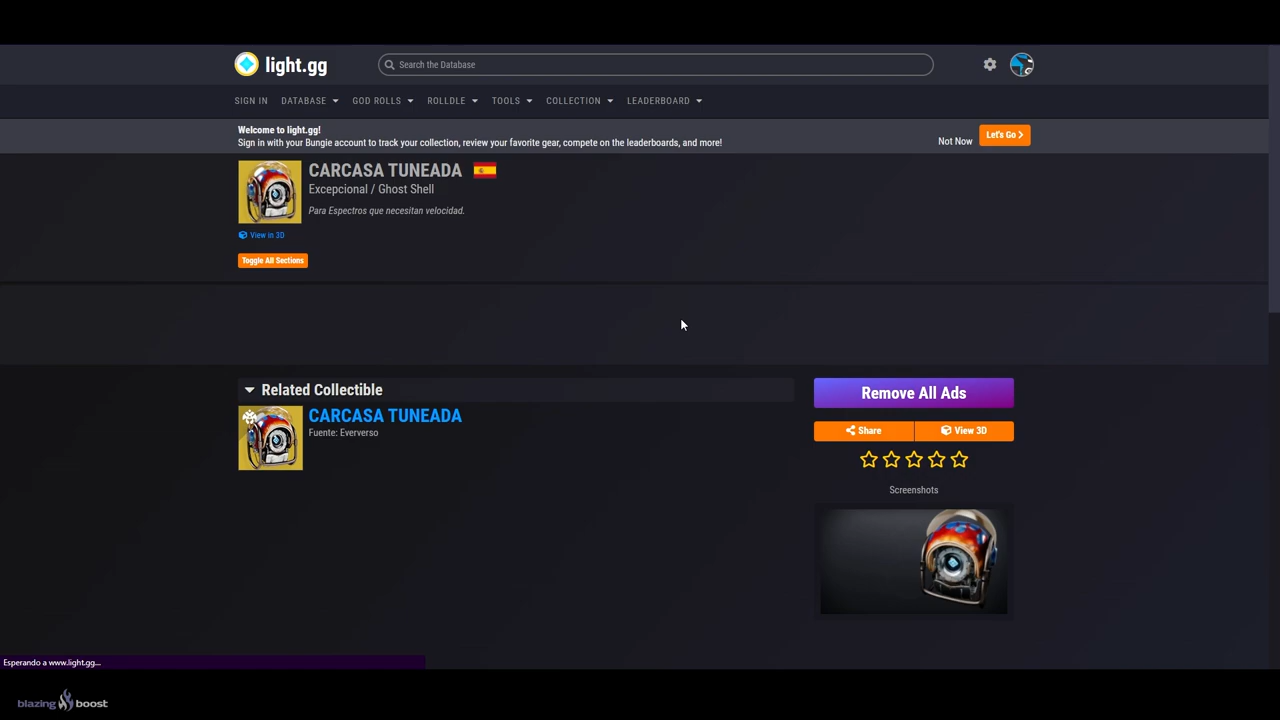 light.gg
Search the Database
SIGN IN DATABASE GOD ROLLS ROLLDLE TOOLS COLLECTION LEADERBOARD
Welcome to light.gg!
Sign in with your Bungie account to track your collection, review your favorite gear, compete on the leaderboards, and more!
Not Now
Let's Go
CARCASA TUNEADA
Excepcional / Ghost Shell
Para Espectros que necesitan velocidad.
View in 3D
Toggle All Sections
Related Collectible
CARCASA TUNEADA
Fuente: Eververso
Remove All Ads
Share
View 3D
Screenshots
Esperando a www.light.gg...
blazing boost